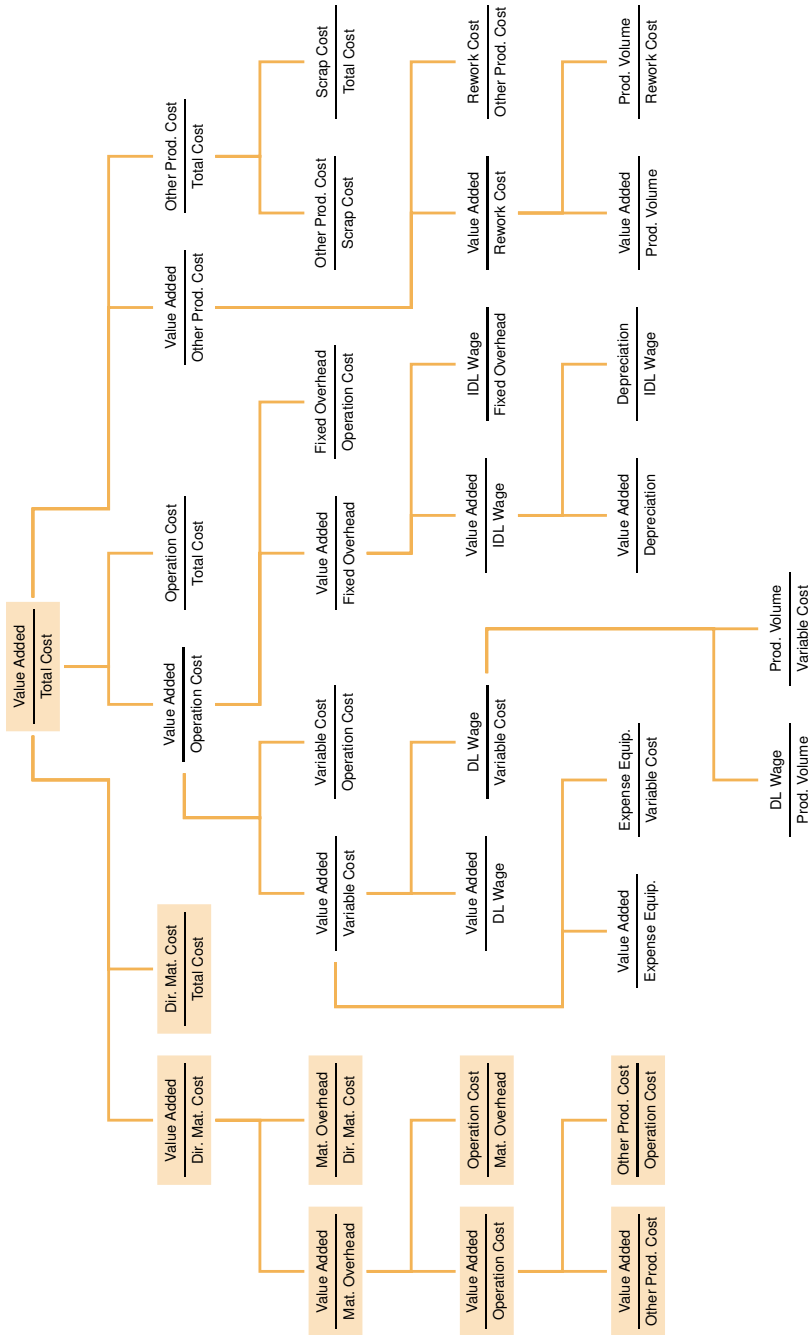 Value Added
Total Cost
Value Added
Dir. Mat. Cost
Dir. Mat. Cost
Total Cost
Value Added
Operation Cost
Operation Cost
Total Cost
Value Added
Other Prod. Cost
Other Prod. Cost
Total Cost
Value Added
Mat. Overhead
Mat. Overhead
Dir. Mat. Cost
Value Added
Variable Cost
Variable Cost
Operation Cost
Value Added
Fixed Overhead
Fixed Overhead
Operation Cost
Other Prod. Cost
Scrap Cost
Scrap Cost
Total Cost
Value Added
Operation Cost
Operation Cost
Mat. Overhead
Value Added
DL Wage
DL Wage
Variable Cost
Value Added
IDL Wage
IDL Wage
Fixed Overhead
Value Added
Rework Cost
Rework Cost
Other Prod. Cost
Value Added
Other Prod. Cost
Other Prod. Cost
Operation Cost
Value Added
Expense Equip.
Expense Equip.
Variable Cost
Value Added
Depreciation
Depreciation
IDL Wage
Value Added
Prod. Volume
Prod. Volume
Rework Cost
DL Wage
Prod. Volume
Prod. Volume
Variable Cost